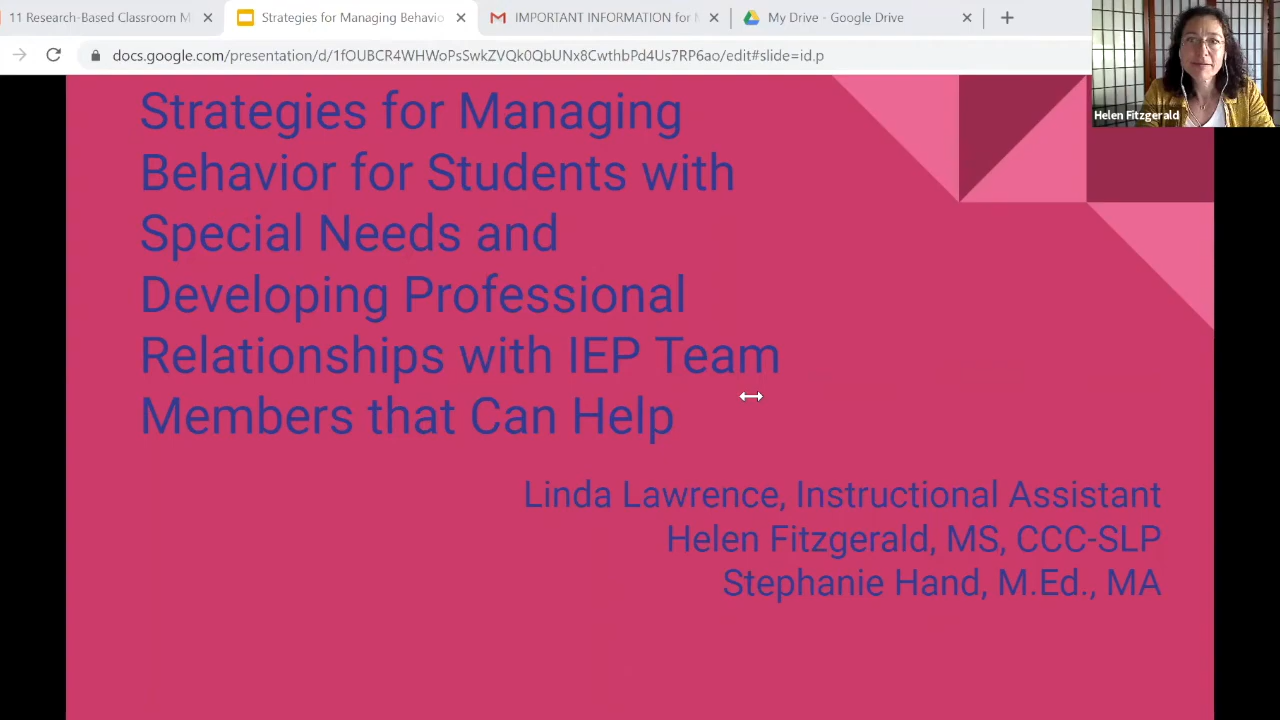 11 Research-Based Classroom M
Strategies for Managing Behavio
IMPORTANT INFORMATION for
My Drive - Google Drive
docs.google.com/presentation/d/1fOUBCR4WHWoPsSwkZVQk0QbUNx8CwthbPd4Us7RP6ao/edit#slide=id.p
Helen Fitzgerald
Strategies for Managing
Behavior for Students with
Special Needs and
Developing Professional
Relationships with IEP Team
Members that Can Help
Linda Lawrence, Instructional Assistant
Helen Fitzgerald, MS, CCC-SLP
Stephanie Hand, M.Ed., MA